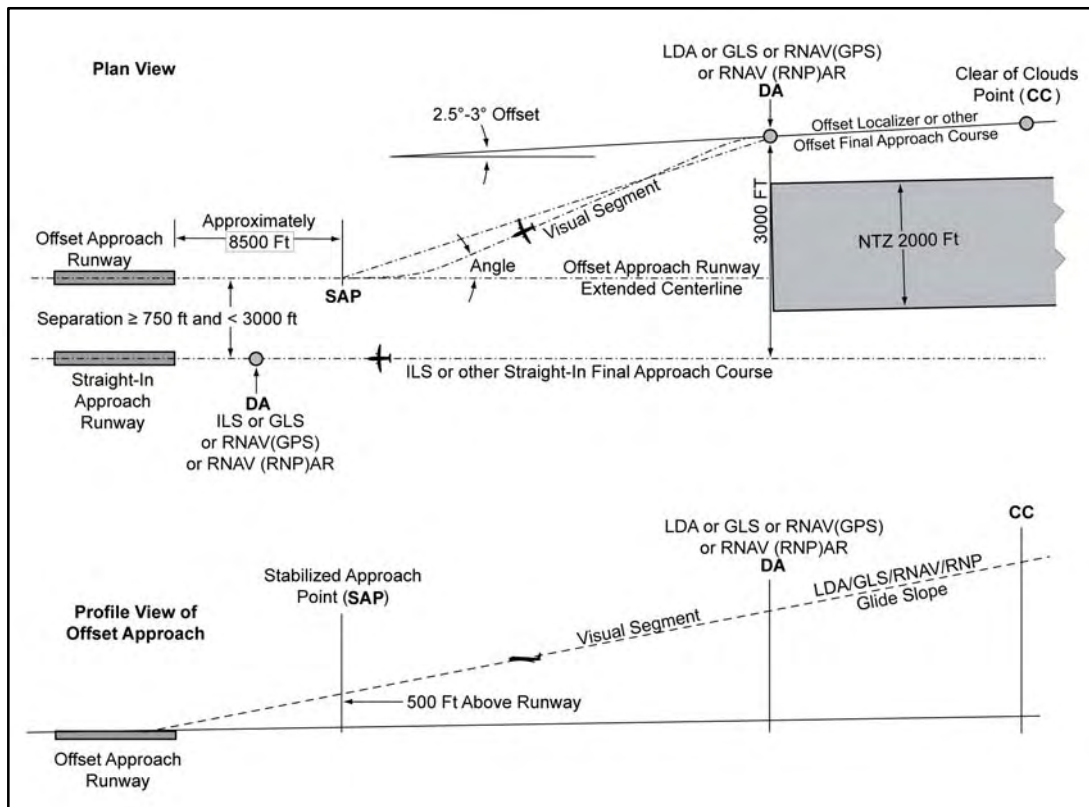 Plan View
LDA or GLS or RNAV(GPS)
or RNAV (RNP)AR
DA
Clear of Clouds
Point (CC)
2.5°-3° Offset
Offset Localizer or other
Offset Final Approach Course
3000 FT
NTZ 2000 Ft
Visual Segment
Approximately
8500 Ft
Offset Approach
Runway
Angle
Offset Approach Runway
Extended Centerline
SAP
Separation ≥ 750 ft and < 3000 ft
ILS or other Straight-In Final Approach Course
Straight-In
Approach
Runway
DA
ILS or GLS
or RNAV(GPS)
or RNAV (RNP)AR
LDA or GLS or RNAV(GPS)
or RNAV (RNP)AR
DA
CC
Stabilized Approach
Point (SAP)
LDA/GLS/RNAV/RNP
Glide Slope
Profile View of
Offset Approach
Visual Segment
500 Ft Above Runway
Offset Approach
Runway